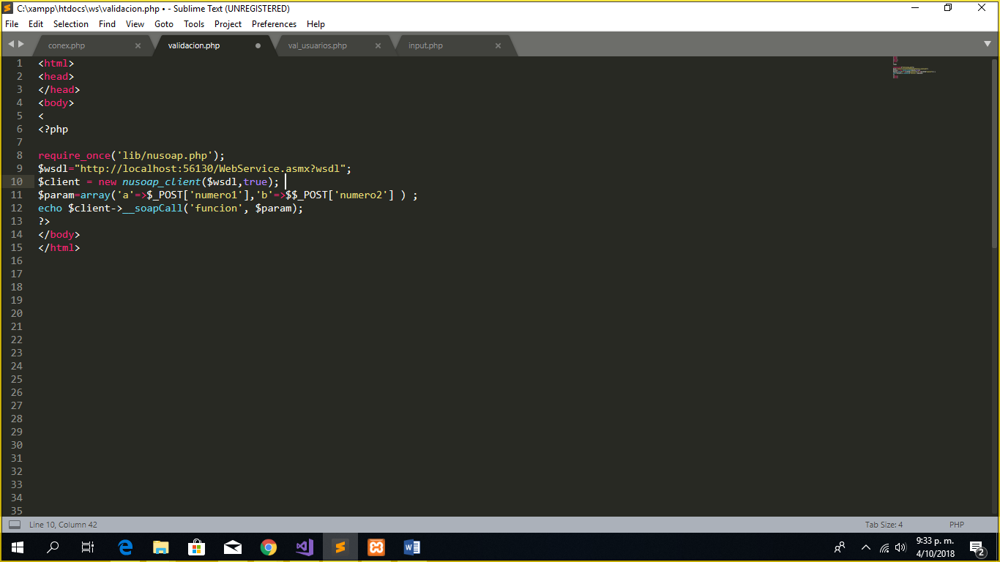 C:\xampp\htdocs\ws\validacion.php • - Sublime Text (UNREGISTERED)
File Edit Selection Find View Goto Tools Project Preferences Help
conex.php validacion.php val_usuarios.php input.php
1 <html>
2 <head>
3 </head>
4 <body>
5 <
6 <?php
7
8 require_once('lib/nusoap.php');
9 $wsdl="http://localhost:56130/WebService.asmx?wsdl";
10 $client = new nusoap_client($wsdl,true);
11 $param=array('a'=>$_POST['numero1'],'b'=>$$_POST['numero2'] ) ;
12 echo $client->__soapCall('funcion', $param);
13 ?>
14 </body>
15 </html>
16
17
18
19
20
21
22
23
24
25
26
27
28
29
30
31
32
33
34
35
Line 10, Column 42 Tab Size: 4 PHP
9:33 p. m.
4/10/2018
2